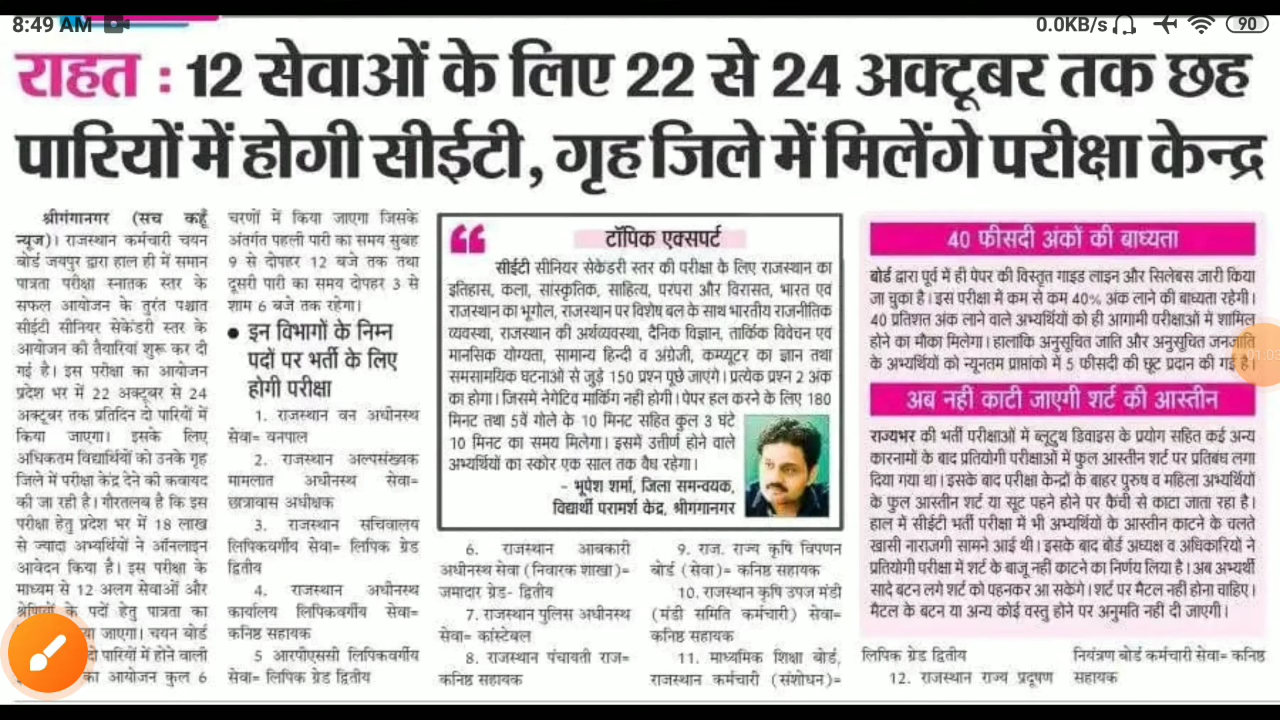 8:49 AM
0.0KB/s
90
राहत : 12 सेवाओं के लिए 22 से 24 अक्टूबर तक छह
पारियों में होगी सीईटी, गृह जिले में मिलेंगे परीक्षा केन्द्र
श्रीगंगानगर (सच कहूँ
न्यूज)। राजस्थान कर्मचारी चयन
बोर्ड जयपुर द्वारा हाल ही में समान
पात्रता परीक्षा स्नातक स्तर के
सफल आयोजन के तुरंत पश्चात
सीईटी सीनियर सेकेंडरी स्तर के
आयोजन की तैयारियां शुरू कर दी
गई है। इस परीक्षा का आयोजन
प्रदेश भर में 22 अक्टूबर से 24
अक्टूबर तक प्रतिदिन दो पारियों में
किया जाएगा। इसके लिए
अधिकतम विद्यार्थियों को उनके गृह
जिले में परीक्षा केंद्र देने की कवायद
की जा रही है। गौरतलब है कि इस
परीक्षा हेतु प्रदेश भर में 18 लाख
से ज्यादा अभ्यर्थियों ने ऑनलाइन
आवेदन किया है। इस परीक्षा के
माध्यम से 12 अलग सेवाओं और
श्रेणियों के पदों हेतु पात्रता का
जाएगा। चयन बोर्ड
दो पारियों में होने वाली
का आयोजन कुल 6
चरणों में किया जाएगा जिसके
अंतर्गत पहली पारी का समय सुबह
9 से दोपहर 12 बजे तक तथा
दूसरी पारी का समय दोपहर 3 से
शाम 6 बजे तक रहेगा।
● इन विभागों के निम्न
पदों पर भर्ती के लिए
होगी परीक्षा
1. राजस्थान वन अधीनस्थ
सेवा= वनपाल
2. राजस्थान अल्पसंख्यक
मामलात अधीनस्थ सेवा=
छात्रावास अधीक्षक
3. राजस्थान सचिवालय
लिपिकवर्गीय सेवा= लिपिक ग्रेड
द्वितीय
4. राजस्थान अधीनस्थ
कार्यालय लिपिकवर्गीय सेवा=
कनिष्ठ सहायक
5 आरपीएससी लिपिकवर्गीय
सेवा= लिपिक ग्रेड द्वितीय
टॉपिक एक्सपर्ट
सीईटी सीनियर सेकेंडरी स्तर की परीक्षा के लिए राजस्थान का
इतिहास, कला, सांस्कृतिक, साहित्य, परंपरा और विरासत, भारत एवं
राजस्थान का भूगोल, राजस्थान पर विशेष बल के साथ भारतीय राजनीतिक
व्यवस्था, राजस्थान की अर्थव्यवस्था, दैनिक विज्ञान, तार्किक विवेचन एवं
मानसिक योग्यता, सामान्य हिन्दी व अंग्रेजी, कम्प्यूटर का ज्ञान तथा
समसामयिक घटनाओ से जुड़े 150 प्रश्न पूछे जाएंगे। प्रत्येक प्रश्न 2 अंक
का होगा। जिसमे नेगेटिव मार्किंग नही होगी। पेपर हल करने के लिए 180
मिनट तथा 5वें गोले के 10 मिनट सहित कुल 3 घंटे
10 मिनट का समय मिलेगा। इसमें उत्तीर्ण होने वाले
अभ्यर्थियों का स्कोर एक साल तक वैध रहेगा।
- भूपेश शर्मा, जिला समन्वयक,
विद्यार्थी परामर्श केंद्र, श्रीगंगानगर
6. राजस्थान आबकारी
अधीनस्थ सेवा (निवारक शाखा)=
जमादार ग्रेड- द्वितीय
7. राजस्थान पुलिस अधीनस्थ
सेवा= कांस्टेबल
8. राजस्थान पंचायती राज=
कनिष्ठ सहायक
9. राज. राज्य कृषि विपणन
बोर्ड (सेवा)= कनिष्ठ सहायक
10. राजस्थान कृषि उपज मंडी
(मंडी समिति कर्मचारी) सेवा=
कनिष्ठ सहायक
11. माध्यमिक शिक्षा बोर्ड,
राजस्थान कर्मचारी (संशोधन)=
40 फीसदी अंकों की बाध्यता
बोर्ड द्वारा पूर्व में ही पेपर की विस्तृत गाइड लाइन और सिलेबस जारी किया
जा चुका है। इस परीक्षा में कम से कम 40% अंक लाने की बाध्यता रहेगी।
40 प्रतिशत अंक लाने वाले अभ्यर्थियों को ही आगामी परीक्षाओं में शामिल
होने का मौका मिलेगा। हालाकि अनुसूचित जाति और अनुसूचित जनजाति
के अभ्यर्थियों को न्यूनतम प्राप्तांको में 5 फीसदी की छूट प्रदान की गई है।
01:03
अब नही काटी जाएगी शर्ट की आस्तीन
राज्यभर की भर्ती परीक्षाओं में ब्लूटुथ डिवाइस के प्रयोग सहित कई अन्य
कारनामों के बाद प्रतियोगी परीक्षाओं में फुल आस्तीन शर्ट पर प्रतिबंध लगा
दिया गया था। इसके बाद परीक्षा केन्द्रों के बाहर पुरुष व महिला अभ्यर्थियों
के फुल आस्तीन शर्ट या सूट पहने होने पर कैंची से काटा जाता रहा है।
हाल में सीईटी भर्ती परीक्षा में भी अभ्यर्थियों के आस्तीन काटने के चलते
खासी नाराजगी सामने आई थी। इसके बाद बोर्ड अध्यक्ष व अधिकारियों ने
प्रतियोगी परीक्षा में शर्ट के बाजू नही काटने का निर्णय लिया है। अब अभ्यर्थी
सादे बटन लगे शर्ट को पहनकर आ सकेंगे। शर्ट पर मैटल नही होना चाहिए।
मैटल के बटन या अन्य कोई वस्तु होने पर अनुमति नही दी जाएगी।
लिपिक ग्रेड द्वितीय
12. राजस्थान राज्य प्रदूषण
नियंत्रण बोर्ड कर्मचारी सेवा= कनिष्ठ
सहायक